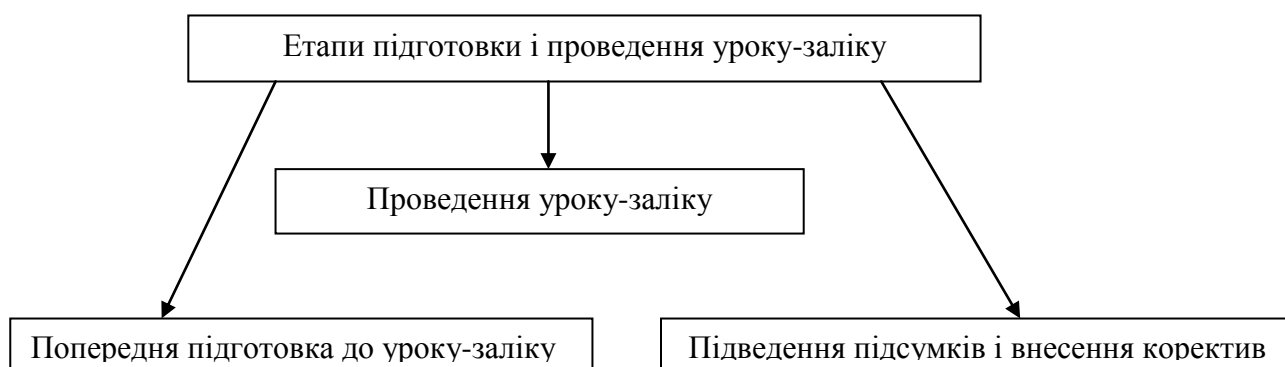 Етапи підготовки і проведення уроку-заліку
Проведення уроку-заліку
Попередня підготовка до уроку-заліку
Підведення підсумків і внесення коректив